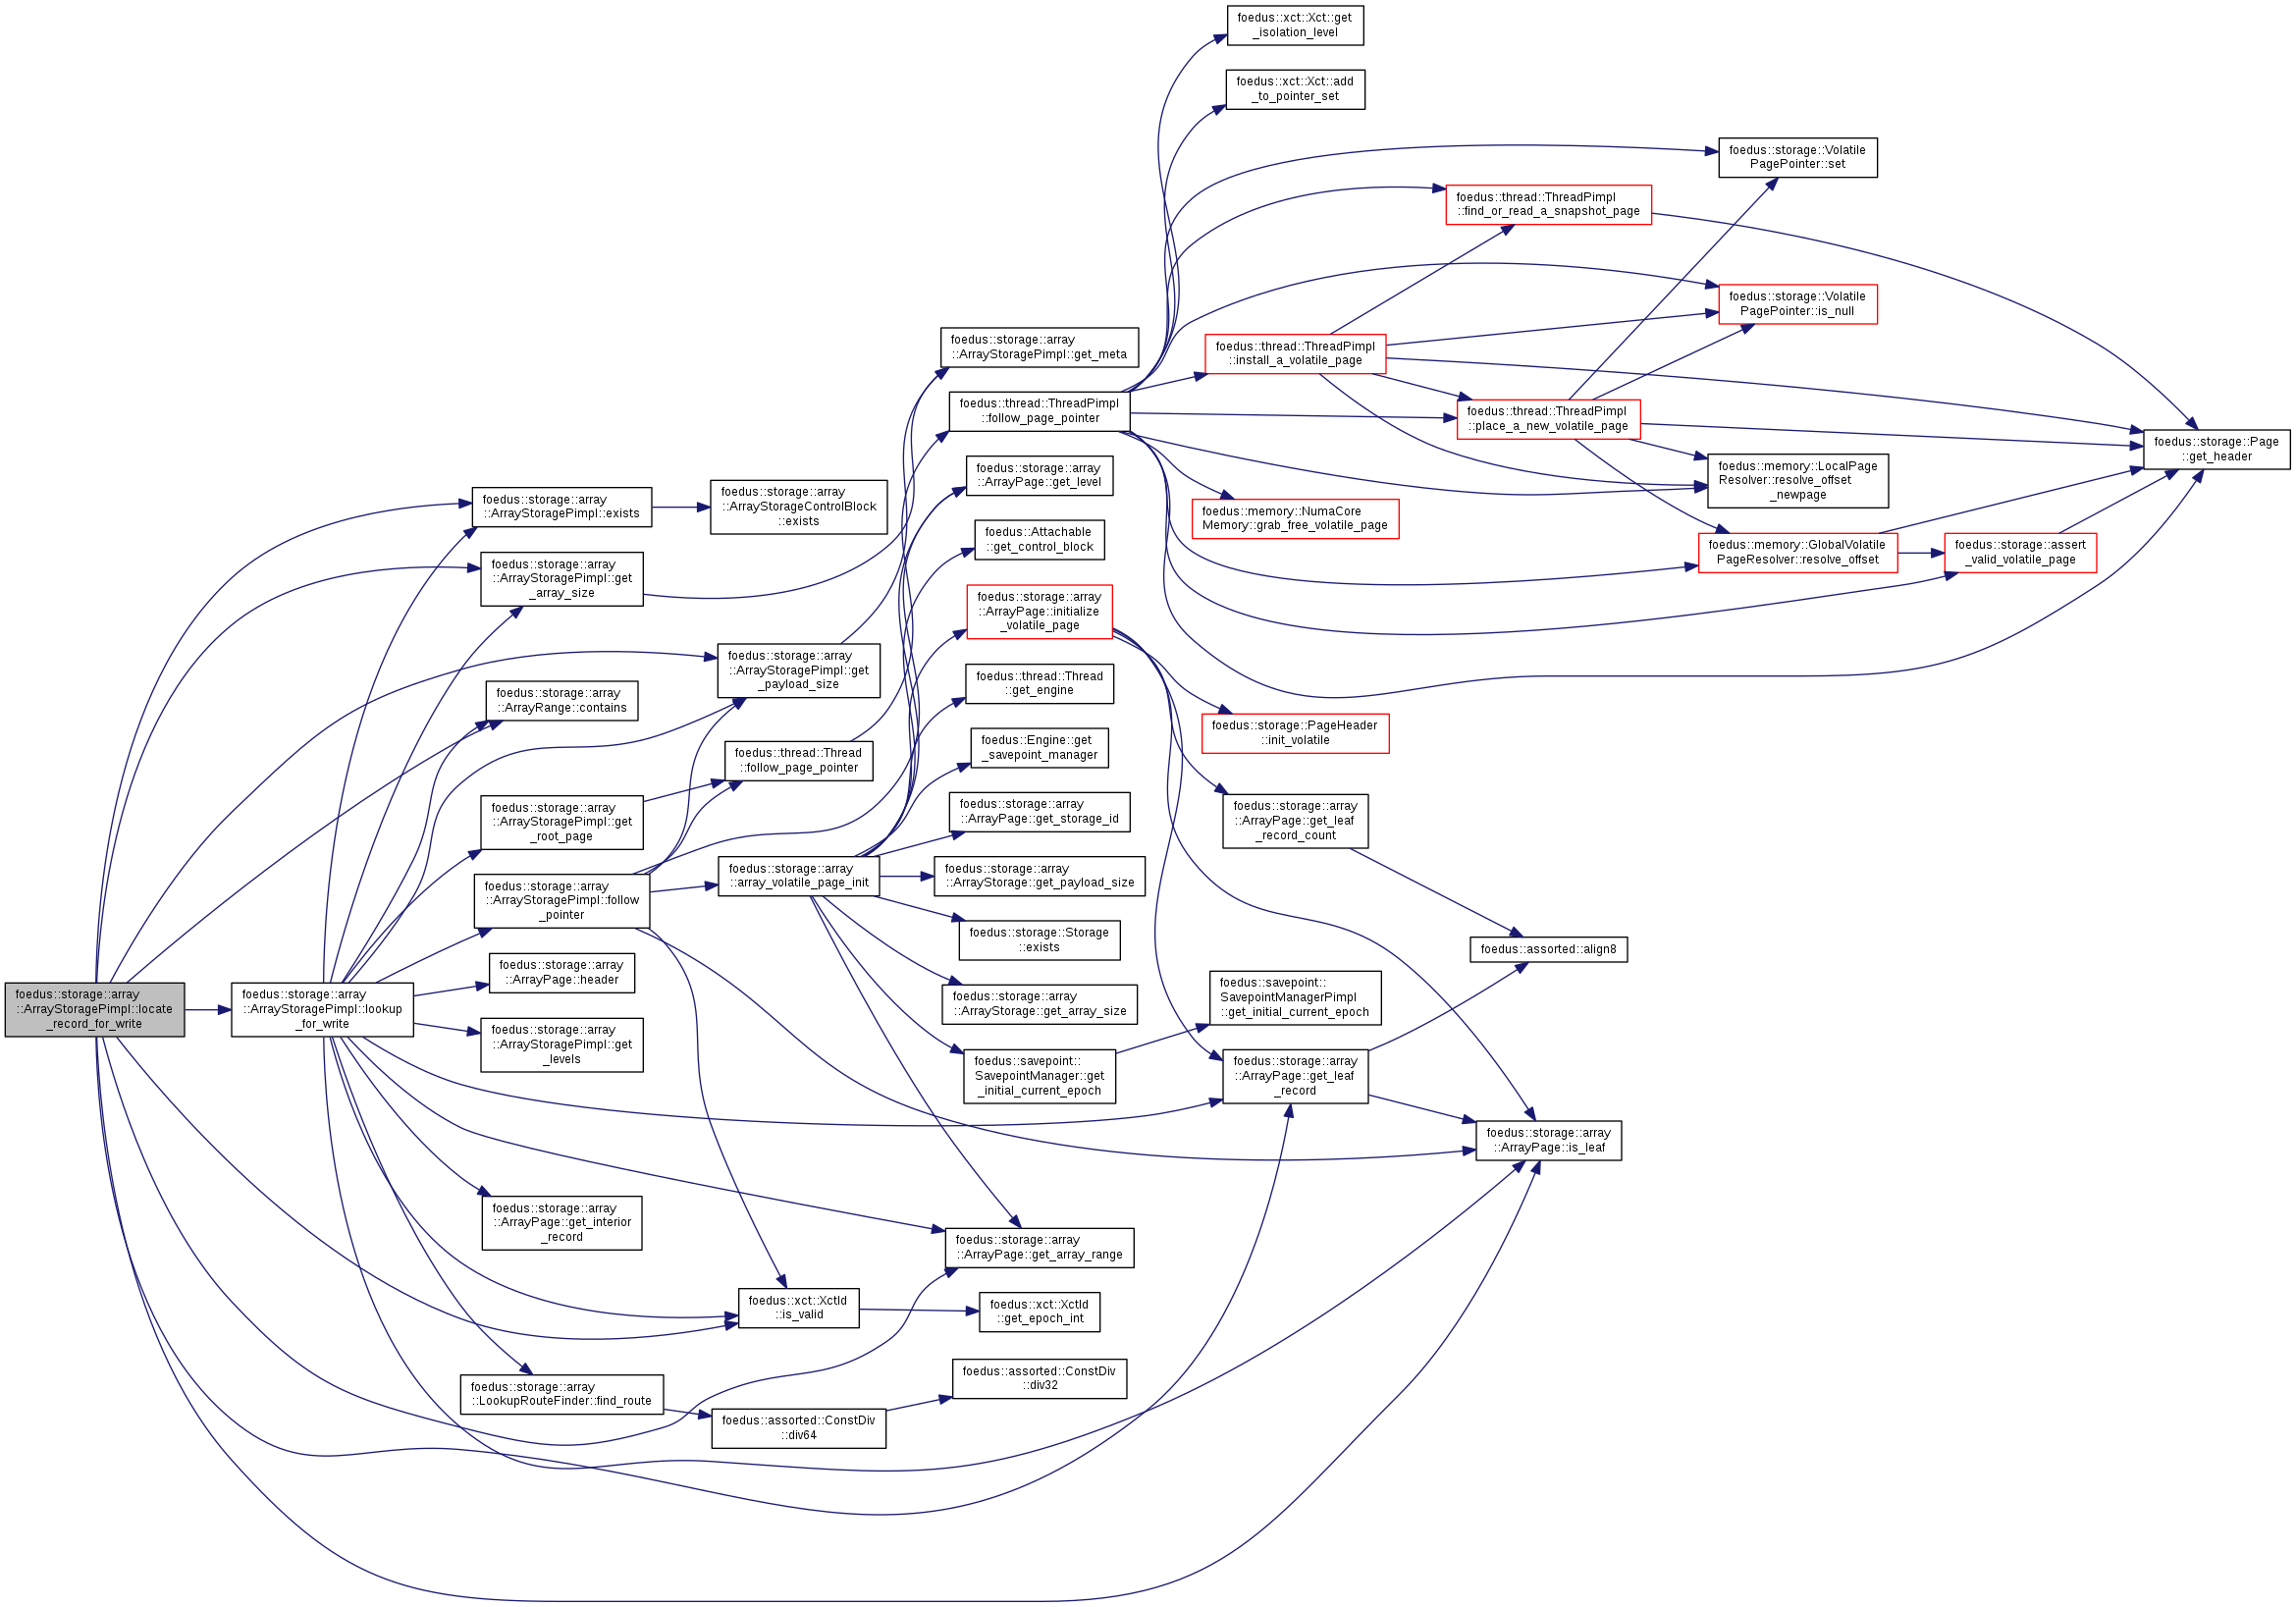 foedus::xct::Xct::get
_isolation_level
foedus::xct::Xct::add
_to_pointer_set
foedus::storage::Volatile
PagePointer::set
foedus::thread::ThreadPimpl
::find_or_read_a_snapshot_page
foedus::storage::Volatile
PagePointer::is_null
foedus::storage::array
::ArrayStoragePimpl::get_meta
foedus::thread::ThreadPimpl
::install_a_volatile_page
foedus::thread::ThreadPimpl
::follow_page_pointer
foedus::thread::ThreadPimpl
::place_a_new_volatile_page
foedus::storage::Page
::get_header
foedus::storage::array
::ArrayPage::get_level
foedus::memory::LocalPage
Resolver::resolve_offset
_newpage
foedus::storage::array
::ArrayStoragePimpl::exists
foedus::storage::array
::ArrayStorageControlBlock
::exists
foedus::memory::NumaCore
Memory::grab_free_volatile_page
foedus::Attachable
::get_control_block
foedus::memory::GlobalVolatile
PageResolver::resolve_offset
foedus::storage::assert
_valid_volatile_page
foedus::storage::array
::ArrayStoragePimpl::get
_array_size
foedus::storage::array
::ArrayPage::initialize
_volatile_page
foedus::storage::array
::ArrayStoragePimpl::get
_payload_size
foedus::thread::Thread
::get_engine
foedus::storage::array
::ArrayRange::contains
foedus::storage::PageHeader
::init_volatile
foedus::thread::Thread
::follow_page_pointer
foedus::Engine::get
_savepoint_manager
foedus::storage::array
::ArrayStoragePimpl::get
_root_page
foedus::storage::array
::ArrayPage::get_storage_id
foedus::storage::array
::ArrayPage::get_leaf
_record_count
foedus::storage::array
::ArrayStoragePimpl::follow
_pointer
foedus::storage::array
::array_volatile_page_init
foedus::storage::array
::ArrayStorage::get_payload_size
foedus::storage::Storage
::exists
foedus::assorted::align8
foedus::storage::array
::ArrayPage::header
foedus::storage::array
::ArrayStoragePimpl::locate
_record_for_write
foedus::storage::array
::ArrayStoragePimpl::lookup
_for_write
foedus::storage::array
::ArrayStorage::get_array_size
foedus::savepoint::
SavepointManagerPimpl
::get_initial_current_epoch
foedus::storage::array
::ArrayStoragePimpl::get
_levels
foedus::savepoint::
SavepointManager::get
_initial_current_epoch
foedus::storage::array
::ArrayPage::get_leaf
_record
foedus::storage::array
::ArrayPage::is_leaf
foedus::storage::array
::ArrayPage::get_interior
_record
foedus::storage::array
::ArrayPage::get_array_range
foedus::xct::XctId
::is_valid
foedus::xct::XctId
::get_epoch_int
foedus::storage::array
::LookupRouteFinder::find_route
foedus::assorted::ConstDiv
::div32
foedus::assorted::ConstDiv
::div64